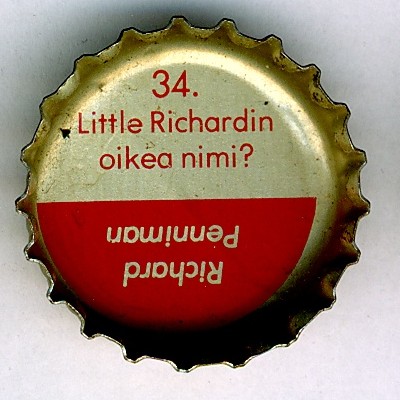 34.
Little Richardin
oikea nimi?
Richard
Penniman